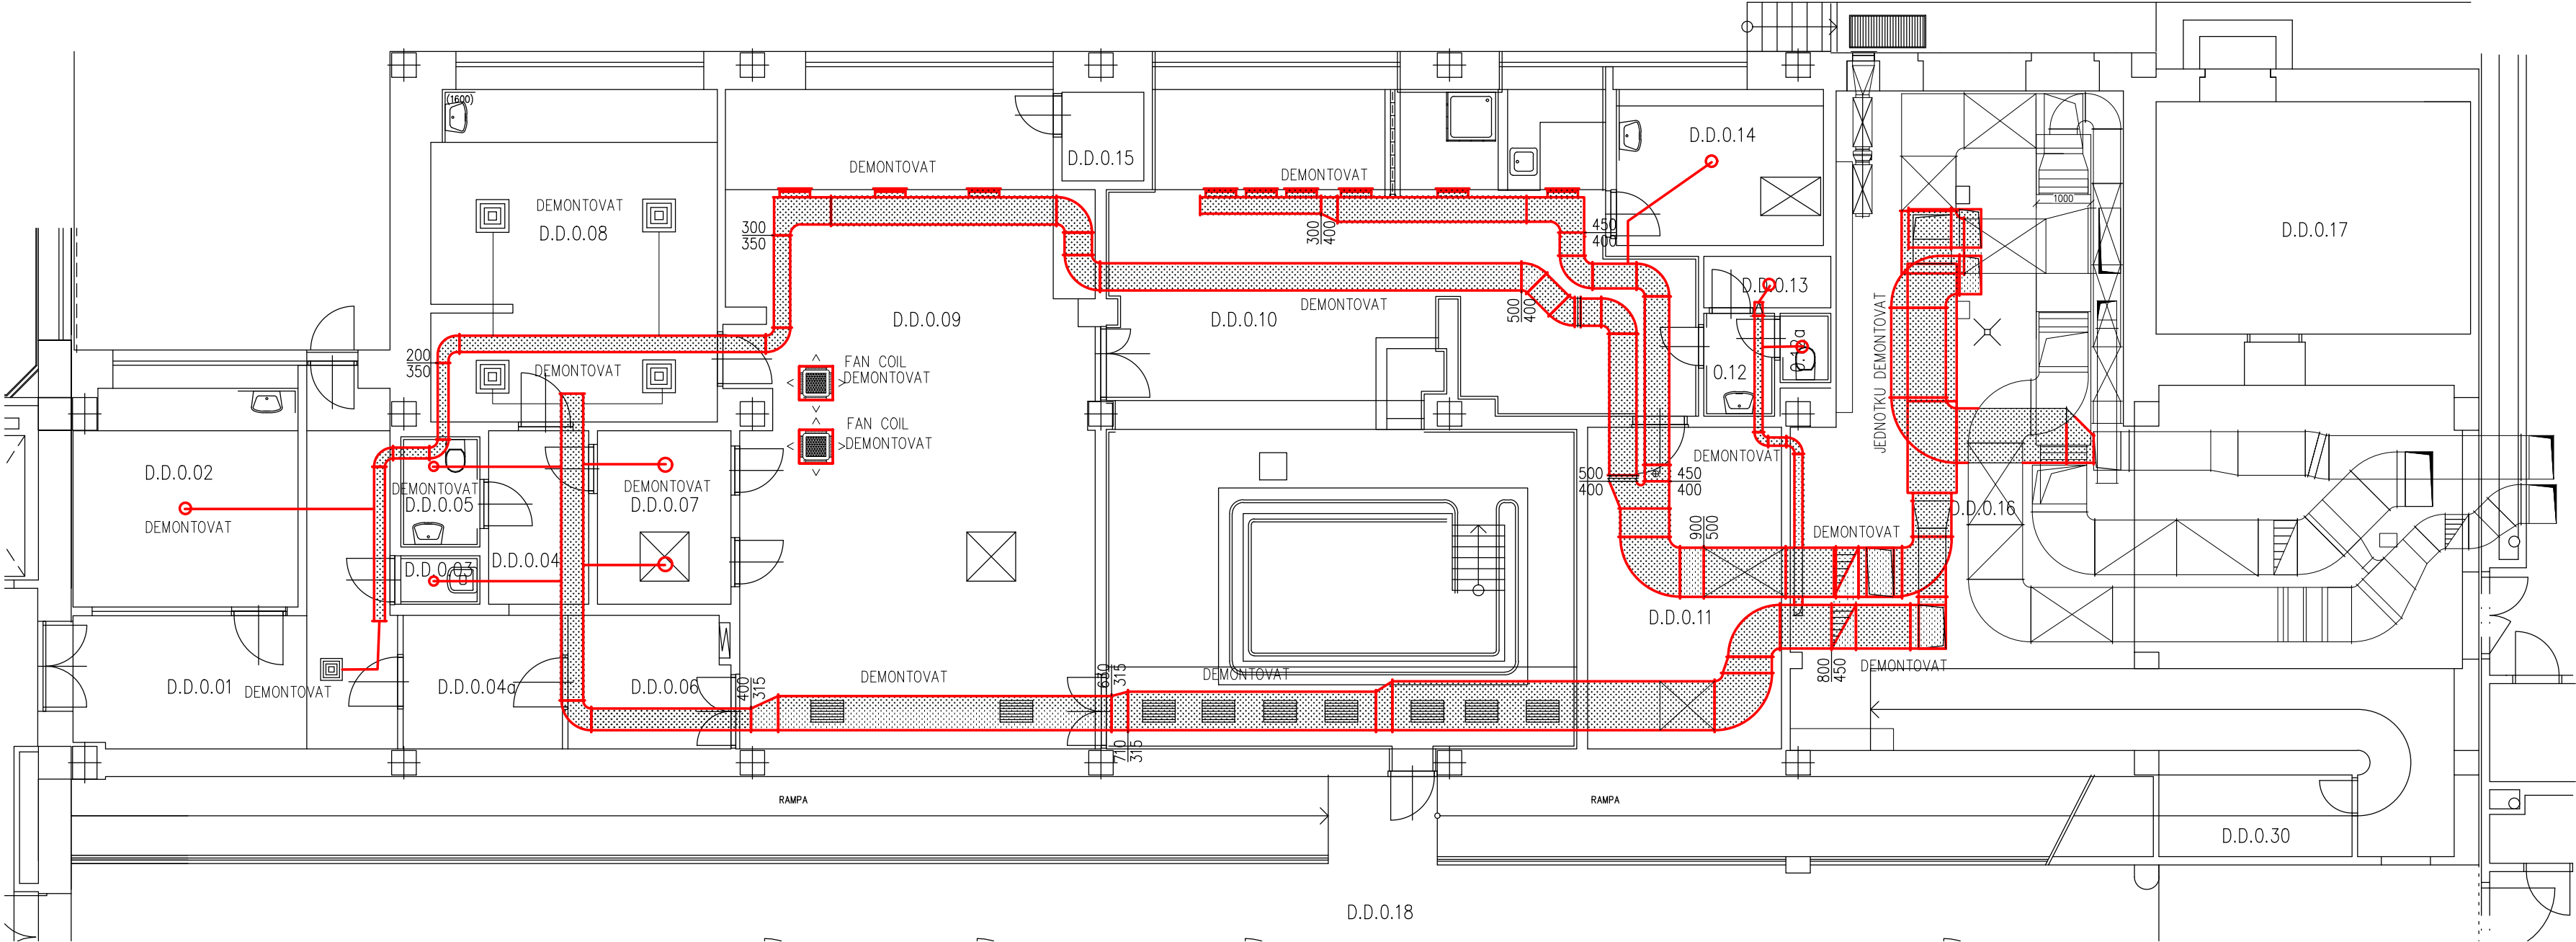 (1600)
D.D.0.14
D.D.0.15
DEMONTOVAT
DEMONTOVAT
1000
DEMONTOVAT
D.D.0.08
300
350
300
400
450
400
D.D.0.17
D.D.0.13
DEMONTOVAT
500
400
D.D.0.09
D.D.0.10
JEDNOTKU DEMONTOVAT
200
350
DEMONTOVAT
FAN COIL
DEMONTOVAT
0.12
FAN COIL
DEMONTOVAT
D.D.0.02
DEMONTOVAT
500
400
450
400
DEMONTOVAT
DEMONTOVAT
D.D.0.05
D.D.0.07
DEMONTOVAT
D.D.0.16
900
500
DEMONTOVAT
D.D.0.04
D.D.0.03
D.D.0.11
DEMONTOVAT
DEMONTOVAT
DEMONTOVAT
630
315
800
450
D.D.0.01
DEMONTOVAT
D.D.0.04a
D.D.0.06
400
315
710
315
RAMPA
RAMPA
D.D.0.30
D.D.0.18